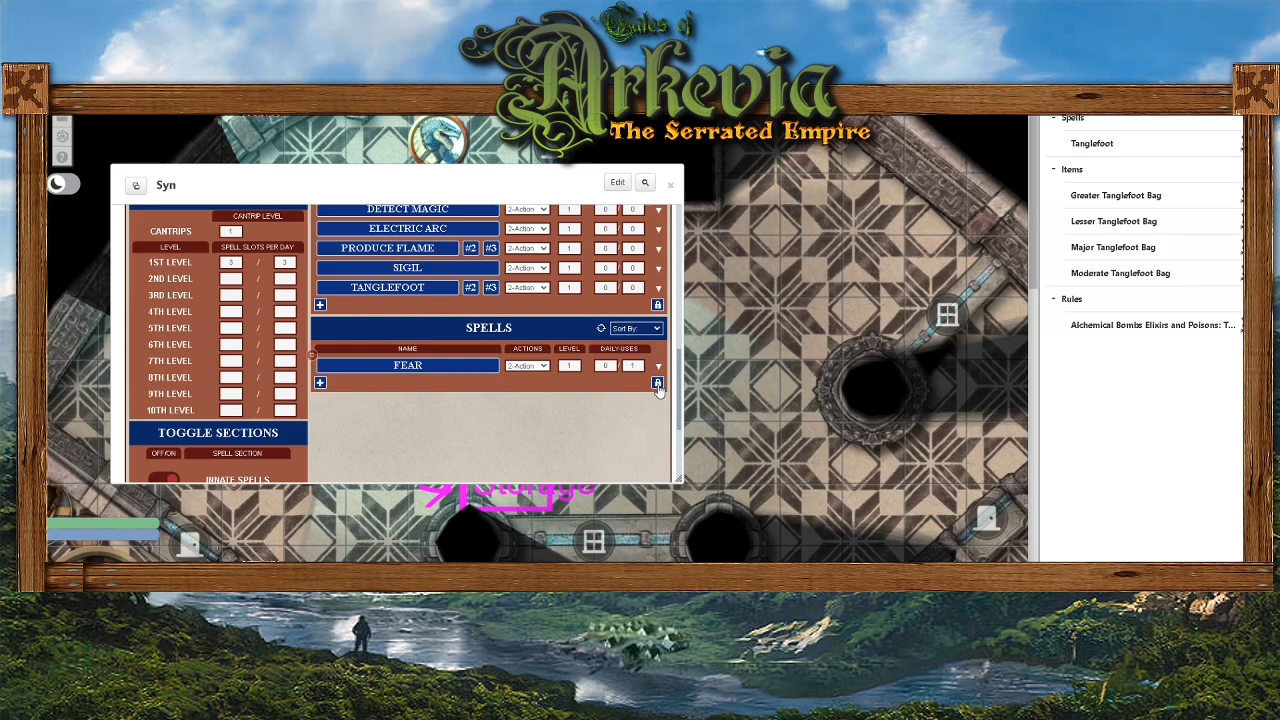 Tales of
Arkevia
The Serrated Empire
Syn
Edit
CANTRIP LEVEL
CANTRIPS 1
LEVEL SPELL SLOTS PER DAY
1ST LEVEL 3 / 3
2ND LEVEL /
3RD LEVEL /
4TH LEVEL /
5TH LEVEL /
6TH LEVEL /
7TH LEVEL /
8TH LEVEL /
9TH LEVEL /
10TH LEVEL /
TOGGLE SECTIONS
OFF/ON SPELL SECTION
INNATE SPELLS
DETECT MAGIC 2-Action 1 0 / 0
ELECTRIC ARC 2-Action 1 0 / 0
PRODUCE FLAME #2 #3 2-Action 1 0 / 0
SIGIL 2-Action 1 0 / 0
TANGLEFOOT #2 #3 2-Action 1 0 / 0
SPELLS Sort By:
NAME ACTIONS LEVEL DAILY-USES
FEAR 2-Action 1 0 / 1
Storage
Spells
Tanglefoot
Items
Greater Tanglefoot Bag
Lesser Tanglefoot Bag
Major Tanglefoot Bag
Moderate Tanglefoot Bag
Rules
Alchemical Bombs Elixirs and Poisons: T...